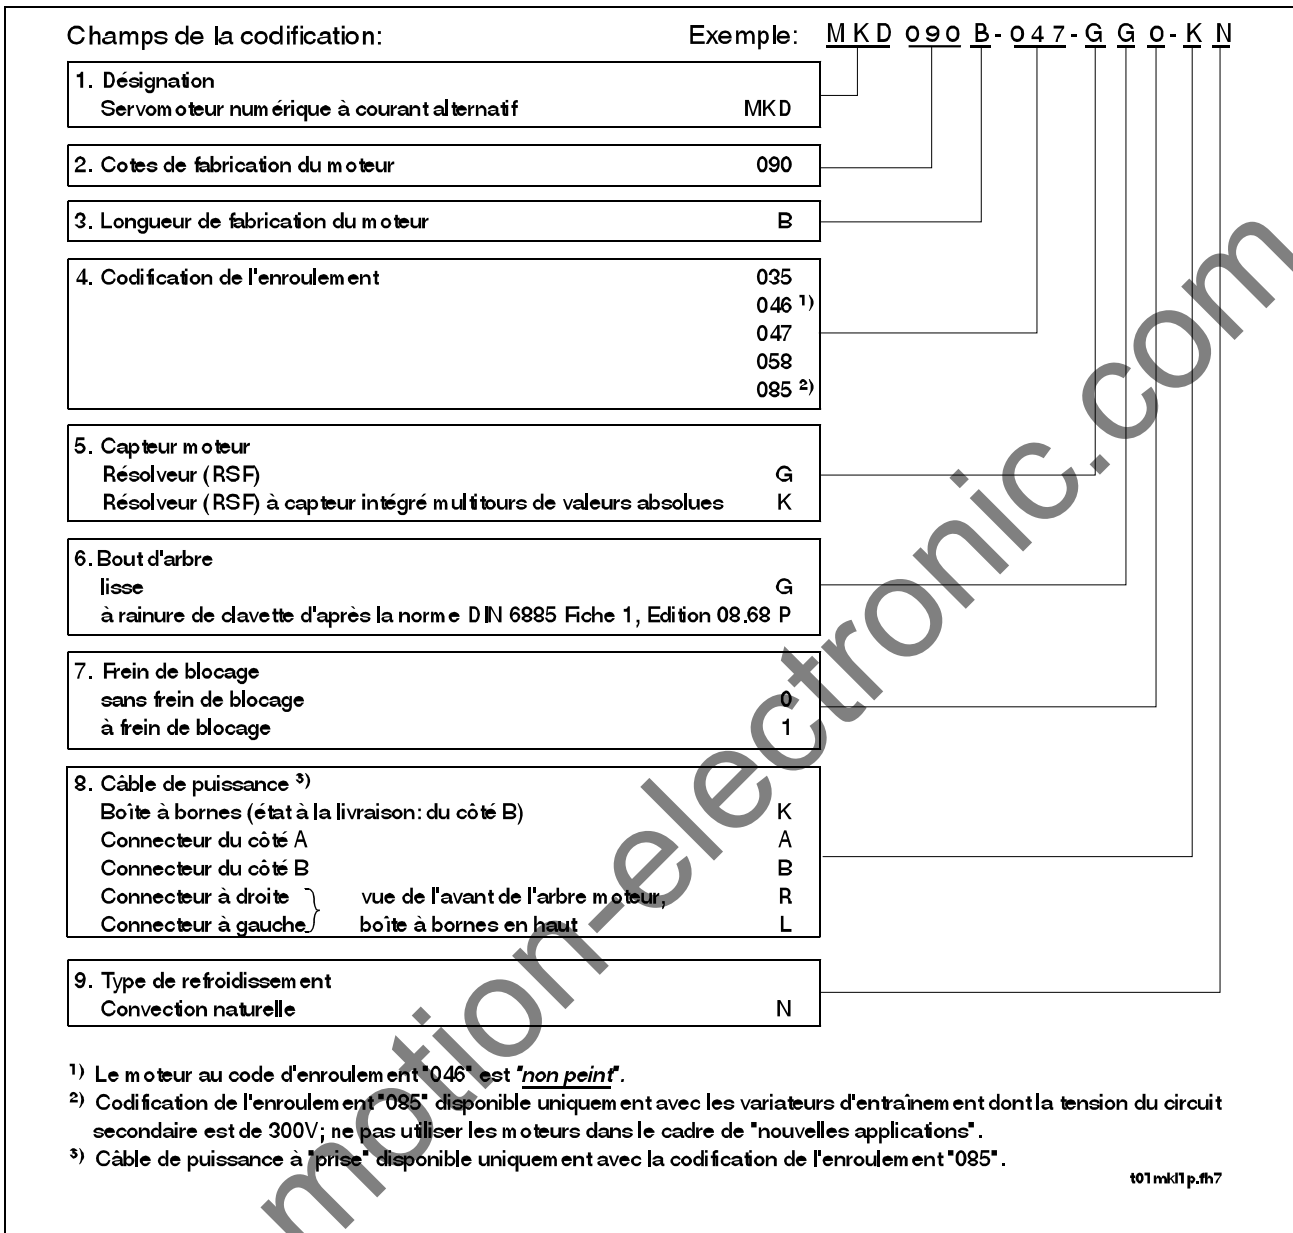 Champs de la codification: Exemple: MKD 090 B - 047 - G G 0 - K N
1. Désignation
Servomoteur numérique à courant alternatif MKD
2. Cotes de fabrication du moteur 090
3. Longueur de fabrication du moteur B
4. Codification de l'enroulement 035
046 1)
047
058
085 2)
5. Capteur moteur
Résolveur (RSF) G
Résolveur (RSF) à capteur intégré multitours de valeurs absolues K
6. Bout d'arbre
lisse G
à rainure de clavette d'après la norme DIN 6885 Fiche 1, Edition 08.68 P
7. Frein de blocage
sans frein de blocage 0
à frein de blocage 1
8. Câble de puissance 3)
Boîte à bornes (état à la livraison: du côté B) K
Connecteur du côté A A
Connecteur du côté B B
Connecteur à droite vue de l'avant de l'arbre moteur, R
Connecteur à gauche boîte à bornes en haut L
9. Type de refroidissement
Convection naturelle N
1) Le moteur au code d'enroulement "046" est "non peint".
2) Codification de l'enroulement "085" disponible uniquement avec les variateurs d'entraînement dont la tension du circuit
secondaire est de 300V; ne pas utiliser les moteurs dans le cadre de "nouvelles applications".
3) Câble de puissance à "prise" disponible uniquement avec la codification de l'enroulement "085".
t01mkl1p.fh7
motion-electronic.com